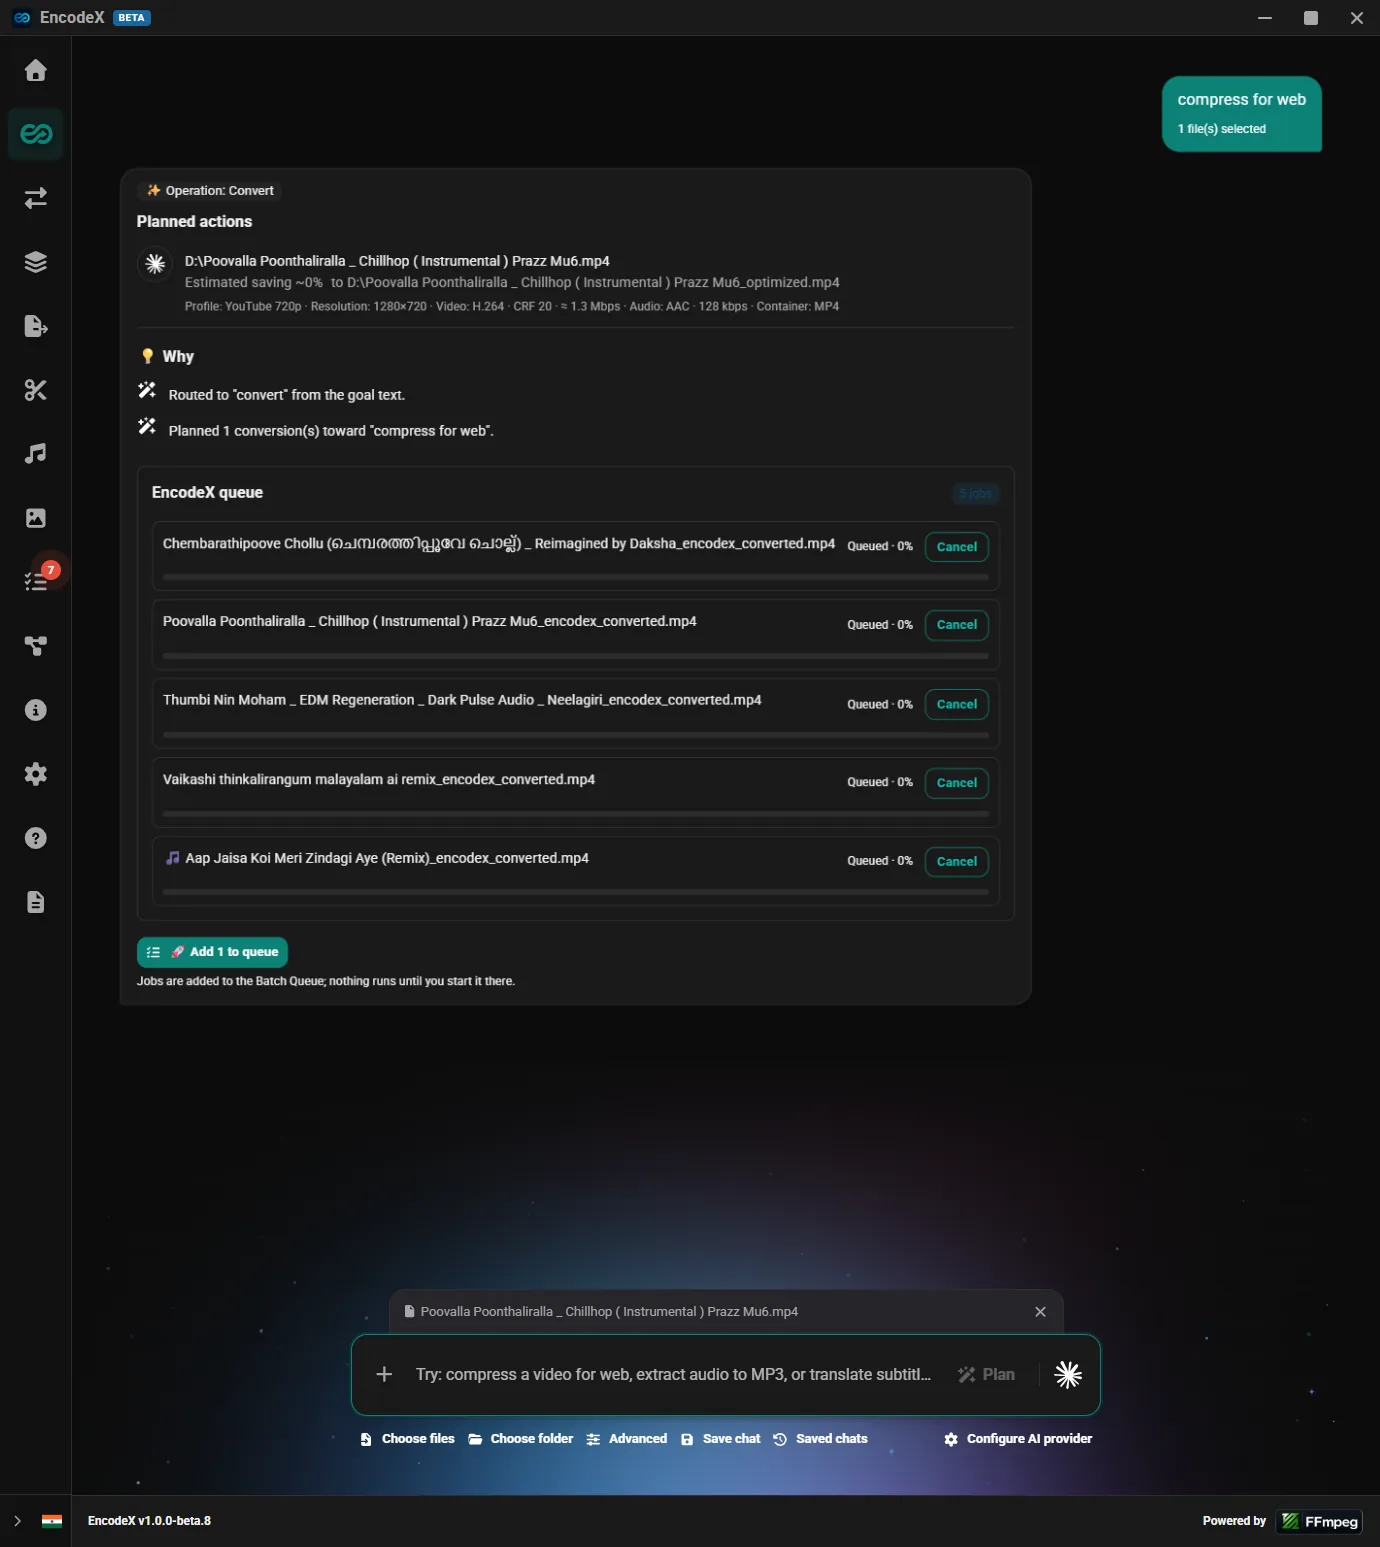 EncodeX BETA
compress for web
1 file(s) selected
Operation: Convert
Planned actions
D:\Poovalla Poonthaliralla _ Chillhop ( Instrumental ) Prazz Mu6.mp4
Estimated saving ~0% to D:\Poovalla Poonthaliralla _ Chillhop ( Instrumental ) Prazz Mu6_optimized.mp4
Profile: YouTube 720p · Resolution: 1280×720 · Video: H.264 · CRF 20 · ≈ 1.3 Mbps · Audio: AAC · 128 kbps · Container: MP4
Why
Routed to "convert" from the goal text.
Planned 1 conversion(s) toward "compress for web".
EncodeX queue
5 jobs
Chembarathipoove Chollu (ചെമ്പരത്തിപ്പൂവേ ചൊല്ല്) _ Reimagined by Daksha_encodex_converted.mp4 Queued · 0% Cancel
Poovalla Poonthaliralla _ Chillhop ( Instrumental ) Prazz Mu6_encodex_converted.mp4 Queued · 0% Cancel
Thumbi Nin Moham _ EDM Regeneration _ Dark Pulse Audio _ Neelagiri_encodex_converted.mp4 Queued · 0% Cancel
7
Vaikashi thinkalirangum malayalam ai remix_encodex_converted.mp4 Queued · 0% Cancel
Aap Jaisa Koi Meri Zindagi Aye (Remix)_encodex_converted.mp4 Queued · 0% Cancel
Add 1 to queue
Jobs are added to the Batch Queue; nothing runs until you start it there.
Poovalla Poonthaliralla _ Chillhop ( Instrumental ) Prazz Mu6.mp4
Try: compress a video for web, extract audio to MP3, or translate subtitl... Plan
Choose files Choose folder Advanced Save chat Saved chats Configure AI provider
EncodeX v1.0.0-beta.8 Powered by FFmpeg